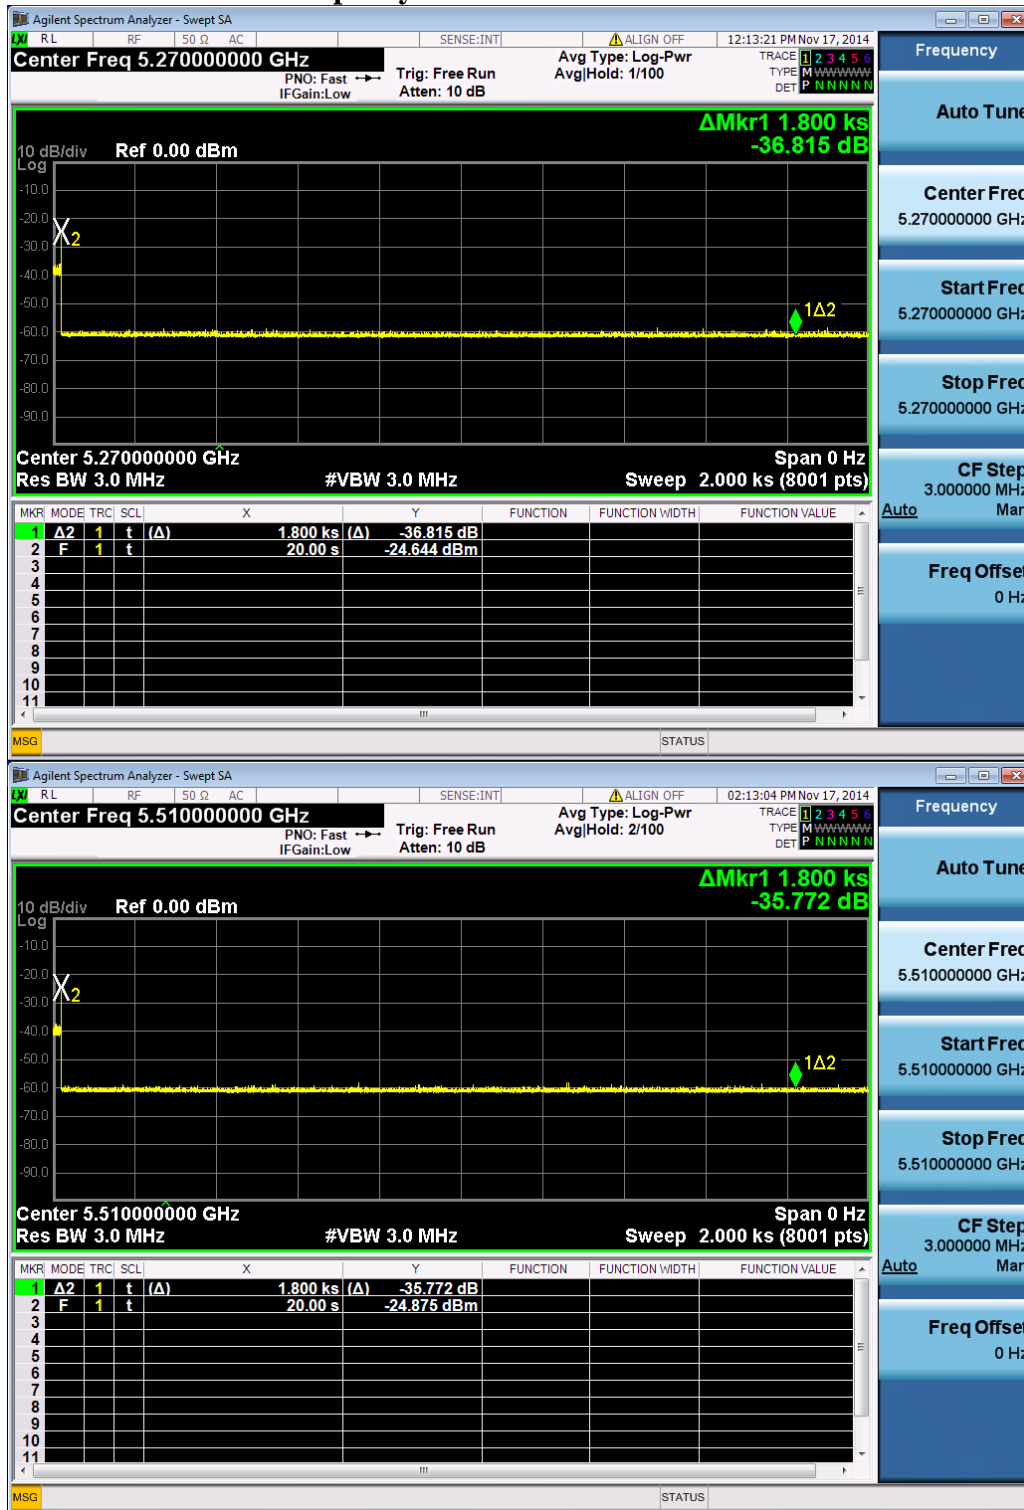 Agilent Spectrum Analyzer - Swept SA
LXI RL RF 50 Ω AC SENSE:INT ALIGN OFF 12:13:21 PM Nov 17, 2014
Center Freq 5.270000000 GHz
PNO: Fast Trig: Free Run
IFGain:Low Atten: 10 dB
Avg Type: Log-Pwr
Avg|Hold: 1/100
TRACE 1 2 3 4 5 6
TYPE M WWWWW
DET P N N N N N
ΔMkr1 1.800 ks
-36.815 dB
10 dB/div Ref 0.00 dBm
Log
-10.0
-20.0
-30.0
-40.0
-50.0
-60.0
-70.0
-80.0
-90.0
2
1Δ2
Center 5.270000000 GHz Span 0 Hz
Res BW 3.0 MHz #VBW 3.0 MHz Sweep 2.000 ks (8001 pts)
MKR MODE TRC SCL X Y FUNCTION FUNCTION WIDTH FUNCTION VALUE
1 Δ2 1 t (Δ) 1.800 ks (Δ) -36.815 dB
2 F 1 t 20.00 s -24.644 dBm
3
4
5
6
7
8
9
10
11
MSG STATUS
Frequency
Auto Tune
Center Freq
5.270000000 GHz
Start Freq
5.270000000 GHz
Stop Freq
5.270000000 GHz
CF Step
3.000000 MHz
Auto Man
Freq Offset
0 Hz
Agilent Spectrum Analyzer - Swept SA
LXI RL RF 50 Ω AC SENSE:INT ALIGN OFF 02:13:04 PM Nov 17, 2014
Center Freq 5.510000000 GHz
PNO: Fast Trig: Free Run
IFGain:Low Atten: 10 dB
Avg Type: Log-Pwr
Avg|Hold: 2/100
TRACE 1 2 3 4 5 6
TYPE M WWWWW
DET P N N N N N
ΔMkr1 1.800 ks
-35.772 dB
10 dB/div Ref 0.00 dBm
Log
-10.0
-20.0
-30.0
-40.0
-50.0
-60.0
-70.0
-80.0
-90.0
2
1Δ2
Center 5.510000000 GHz Span 0 Hz
Res BW 3.0 MHz #VBW 3.0 MHz Sweep 2.000 ks (8001 pts)
MKR MODE TRC SCL X Y FUNCTION FUNCTION WIDTH FUNCTION VALUE
1 Δ2 1 t (Δ) 1.800 ks (Δ) -35.772 dB
2 F 1 t 20.00 s -24.875 dBm
3
4
5
6
7
8
9
10
11
MSG STATUS
Frequency
Auto Tune
Center Freq
5.510000000 GHz
Start Freq
5.510000000 GHz
Stop Freq
5.510000000 GHz
CF Step
3.000000 MHz
Auto Man
Freq Offset
0 Hz